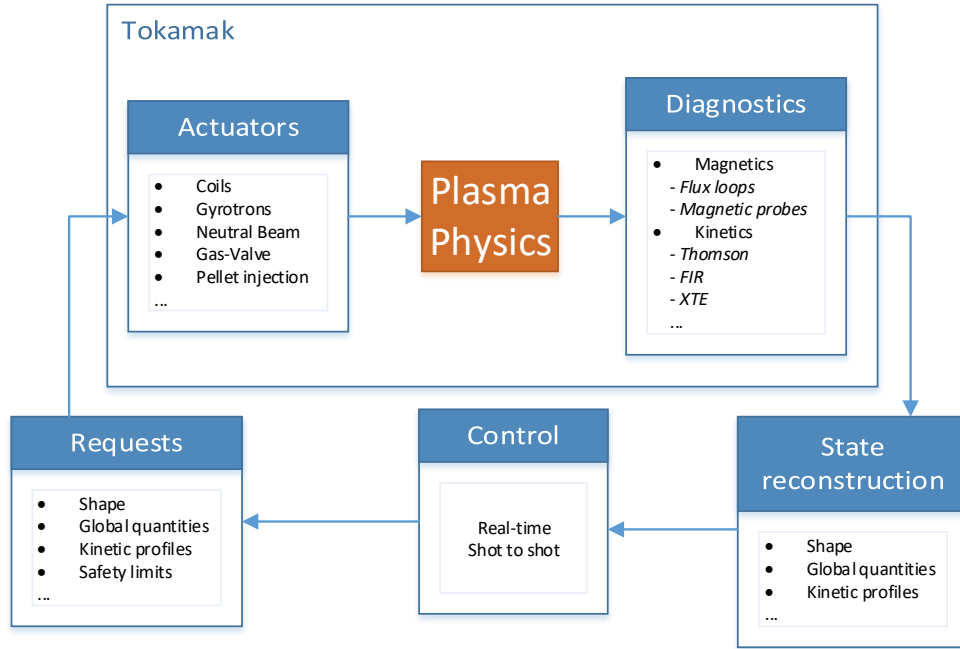 Tokamak
Actuators
• Coils
• Gyrotrons
• Neutral Beam
• Gas-Valve
• Pellet injection
...
Plasma
Physics
Diagnostics
• Magnetics
- Flux loops
- Magnetic probes
• Kinetics
- Thomson
- FIR
- XTE
...
Requests
• Shape
• Global quantities
• Kinetic profiles
• Safety limits
...
Control
Real-time
Shot to shot
State
reconstruction
• Shape
• Global quantities
• Kinetic profiles
...